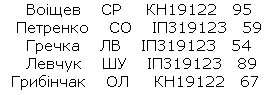 Воіщев СР КН19122 95
Петренко СО ІП319123 59
Гречка ЛВ ІП319123 54
Левчук ШУ ІП319123 89
Грибінчак ОЛ КН19122 67